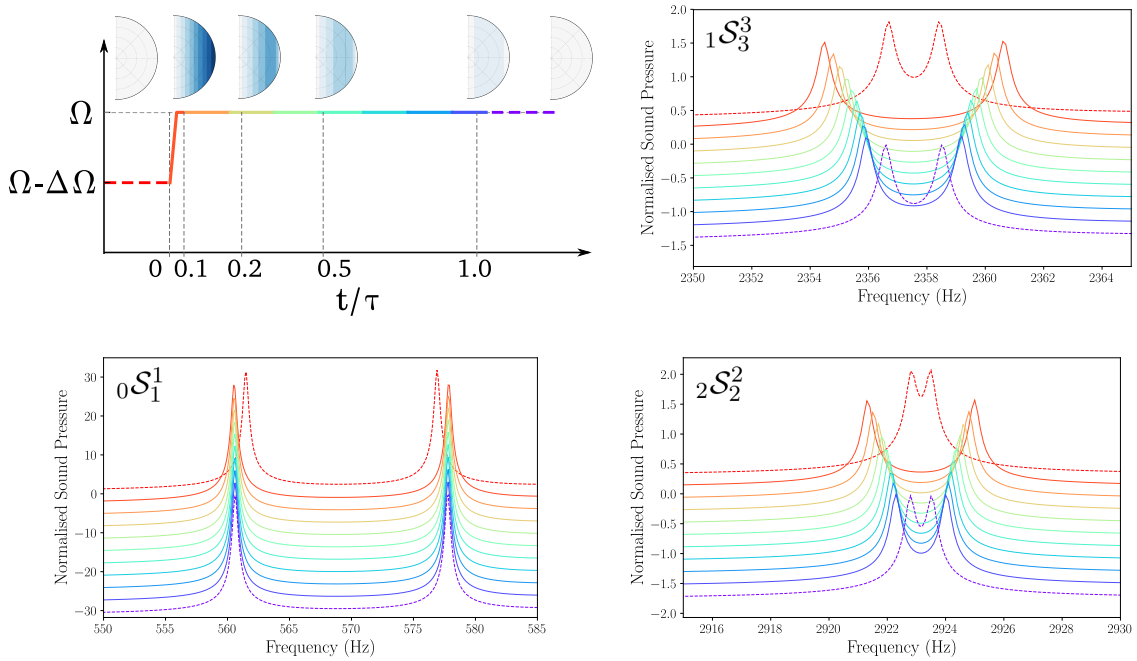 Ω
Ω-ΔΩ
0 0.1 0.2 0.5 1.0
t/τ
₁𝒮₃³
Normalised Sound Pressure
2.0
1.5
1.0
0.5
0.0
−0.5
−1.0
−1.5
2350 2352 2354 2356 2358 2360 2362 2364
Frequency (Hz)
₀𝒮₁¹
Normalised Sound Pressure
30
20
10
0
−10
−20
−30
550 555 560 565 570 575 580 585
Frequency (Hz)
₂𝒮₂²
Normalised Sound Pressure
2.0
1.5
1.0
0.5
0.0
−0.5
−1.0
−1.5
−2.0
2916 2918 2920 2922 2924 2926 2928 2930
Frequency (Hz)